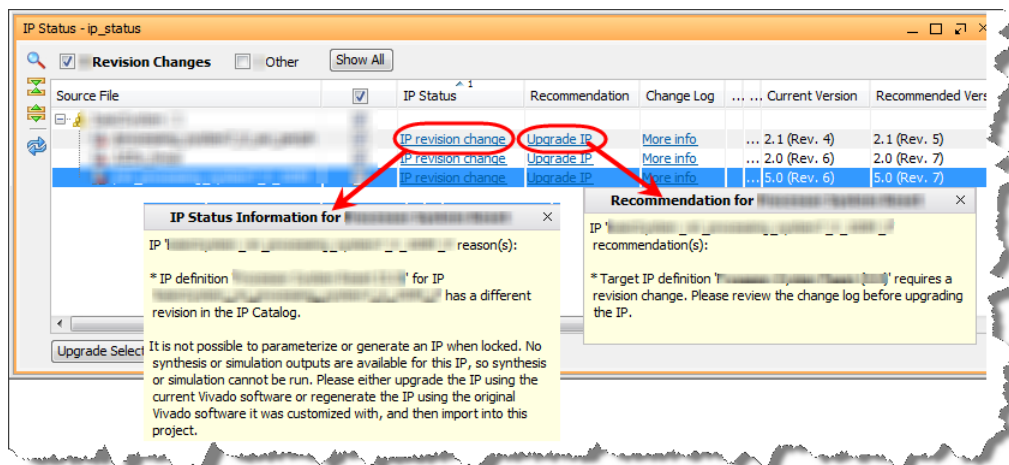 IP Status - ip_status
Revision Changes Other Show All
Source File IP Status 1 Recommendation Change Log ... ... Current Version Recommended Vers
IP revision change Upgrade IP More info ... 2.1 (Rev. 4) 2.1 (Rev. 5)
IP revision change Upgrade IP More info ... 2.0 (Rev. 6) 2.0 (Rev. 7)
IP revision change Upgrade IP More info ... 5.0 (Rev. 6) 5.0 (Rev. 7)
IP Status Information for
IP ' reason(s):
* IP definition ' ' for IP
has a different
revision in the IP Catalog.
It is not possible to parameterize or generate an IP when locked. No
synthesis or simulation outputs are available for this IP, so synthesis
or simulation cannot be run. Please either upgrade the IP using the
current Vivado software or regenerate the IP using the original
Vivado software it was customized with, and then import into this
project.
Recommendation for
IP '
recommendation(s):
* Target IP definition ' ' requires a
revision change. Please review the change log before upgrading
the IP.
Upgrade Select